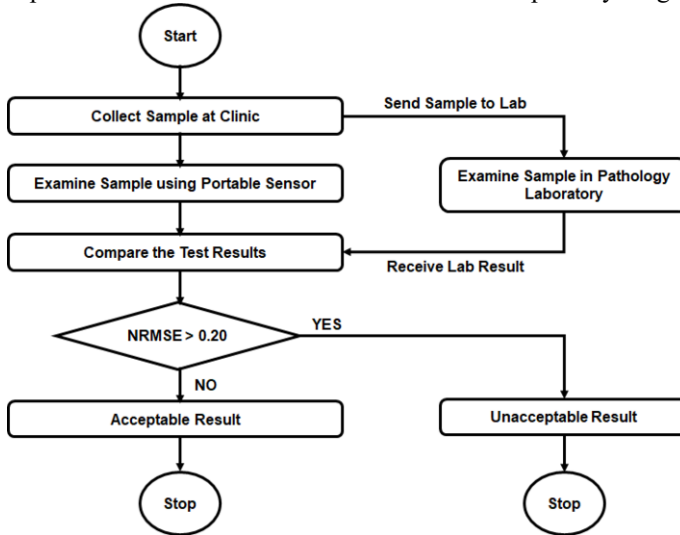 Start
Send Sample to Lab
Collect Sample at Clinic
Examine Sample using Portable Sensor
Examine Sample in Pathology
Laboratory
Compare the Test Results
Receive Lab Result
NRMSE > 0.20
YES
NO
Acceptable Result
Unacceptable Result
Stop
Stop